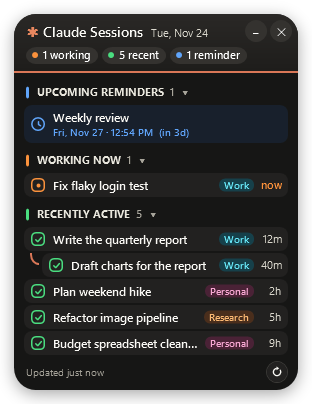 Claude Sessions Tue, Nov 24
1 working 5 recent 1 reminder
UPCOMING REMINDERS 1
Weekly review
Fri, Nov 27 · 12:54 PM (in 3d)
WORKING NOW 1
Fix flaky login test Work now
RECENTLY ACTIVE 5
Write the quarterly report Work 12m
Draft charts for the report Work 40m
Plan weekend hike Personal 2h
Refactor image pipeline Research 5h
Budget spreadsheet clean... Personal 9h
Updated just now